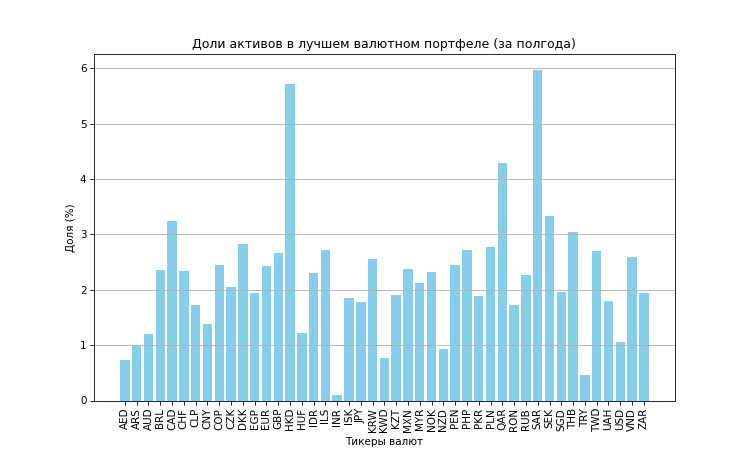 Доли активов в лучшем валютном портфеле (за полгода)
Доля (%)
6
5
4
3
2
1
0
AED ARS AUD BRL CAD CHF CLP CNY COP CZK DKK EGP EUR GBP HKD HUF IDR ILS INR ISK JPY KRW KWD KZT MXN MYR NOK NZD PEN PHP PKR PLN QAR RON RUB SAR SEK SGD THB TRY TWD UAH USD VND ZAR
Тикеры валют